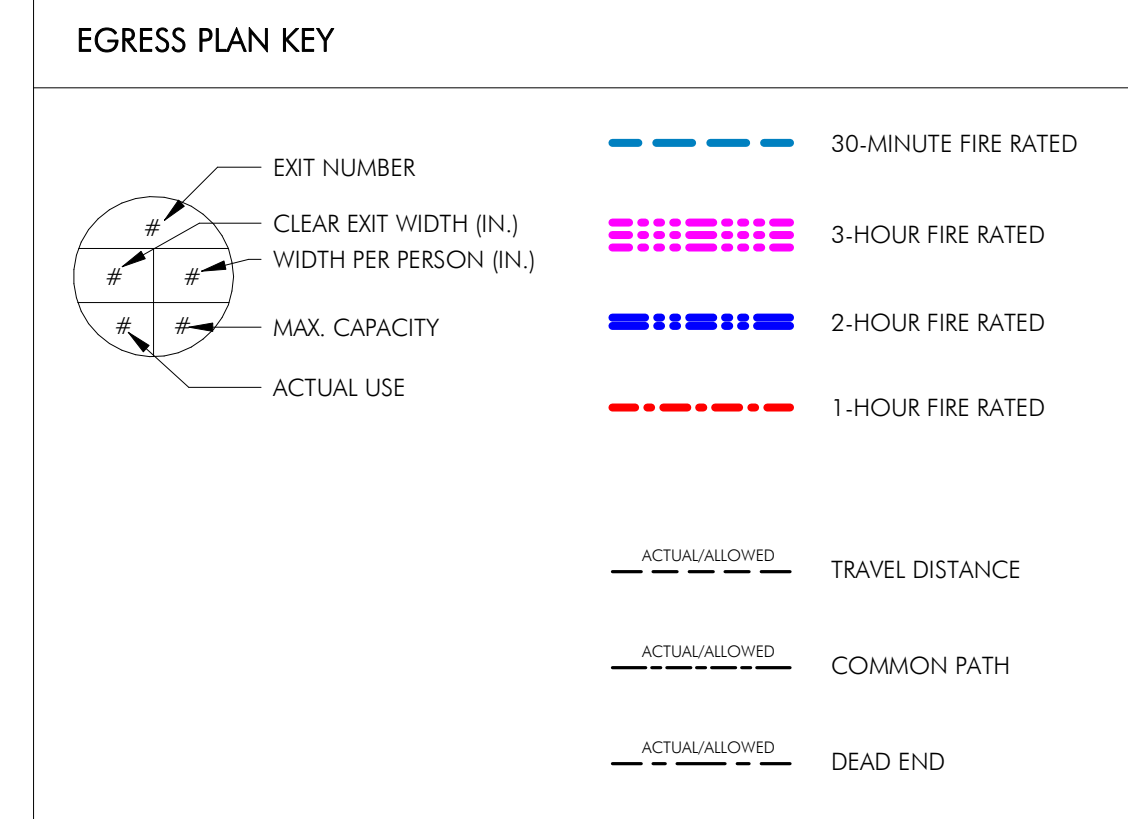 EGRESS PLAN KEY
#
# #
# #
EXIT NUMBER
CLEAR EXIT WIDTH (IN.)
WIDTH PER PERSON (IN.)
MAX. CAPACITY
ACTUAL USE
30-MINUTE FIRE RATED
3-HOUR FIRE RATED
2-HOUR FIRE RATED
1-HOUR FIRE RATED
ACTUAL/ALLOWED
TRAVEL DISTANCE
ACTUAL/ALLOWED
COMMON PATH
ACTUAL/ALLOWED
DEAD END